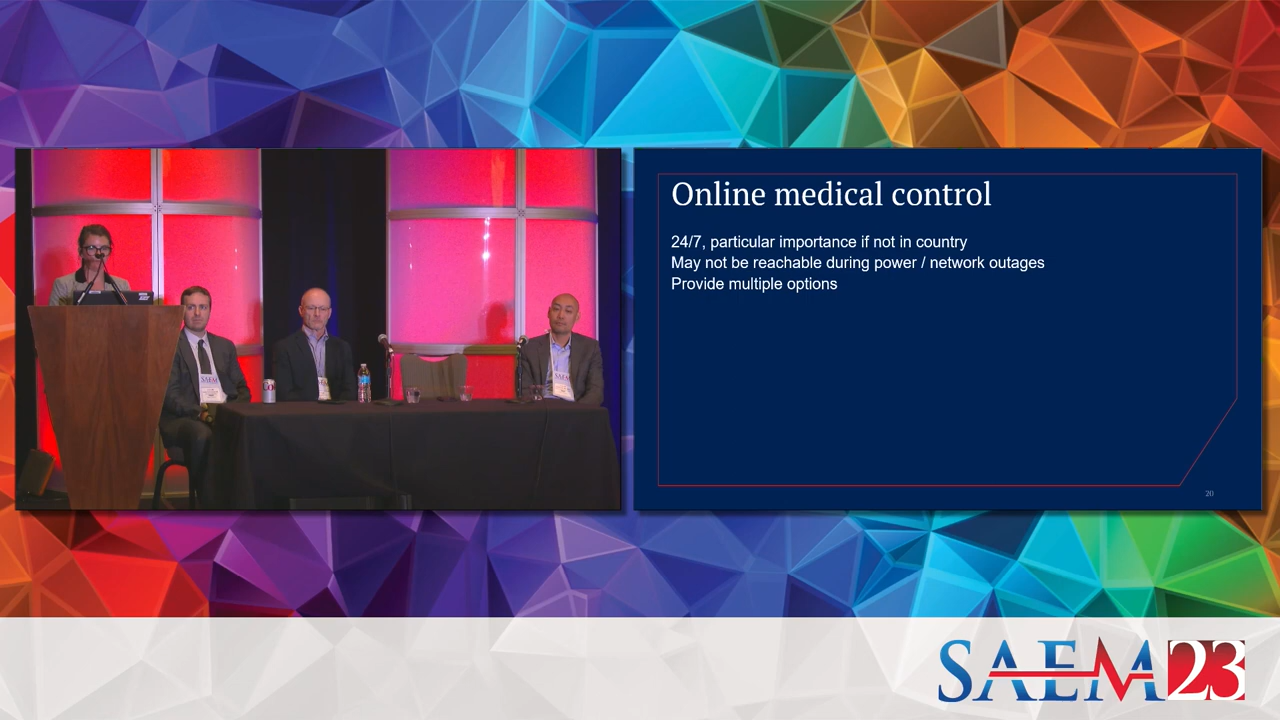 Online medical control
24/7, particular importance if not in country
May not be reachable during power / network outages
Provide multiple options
20
SAEM
SAEM23